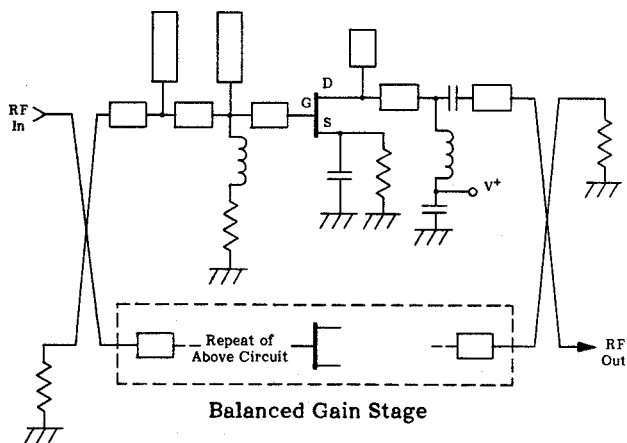 D
RF
In
G
S
V+
Repeat of
Above Circuit
RF
Out
Balanced Gain Stage